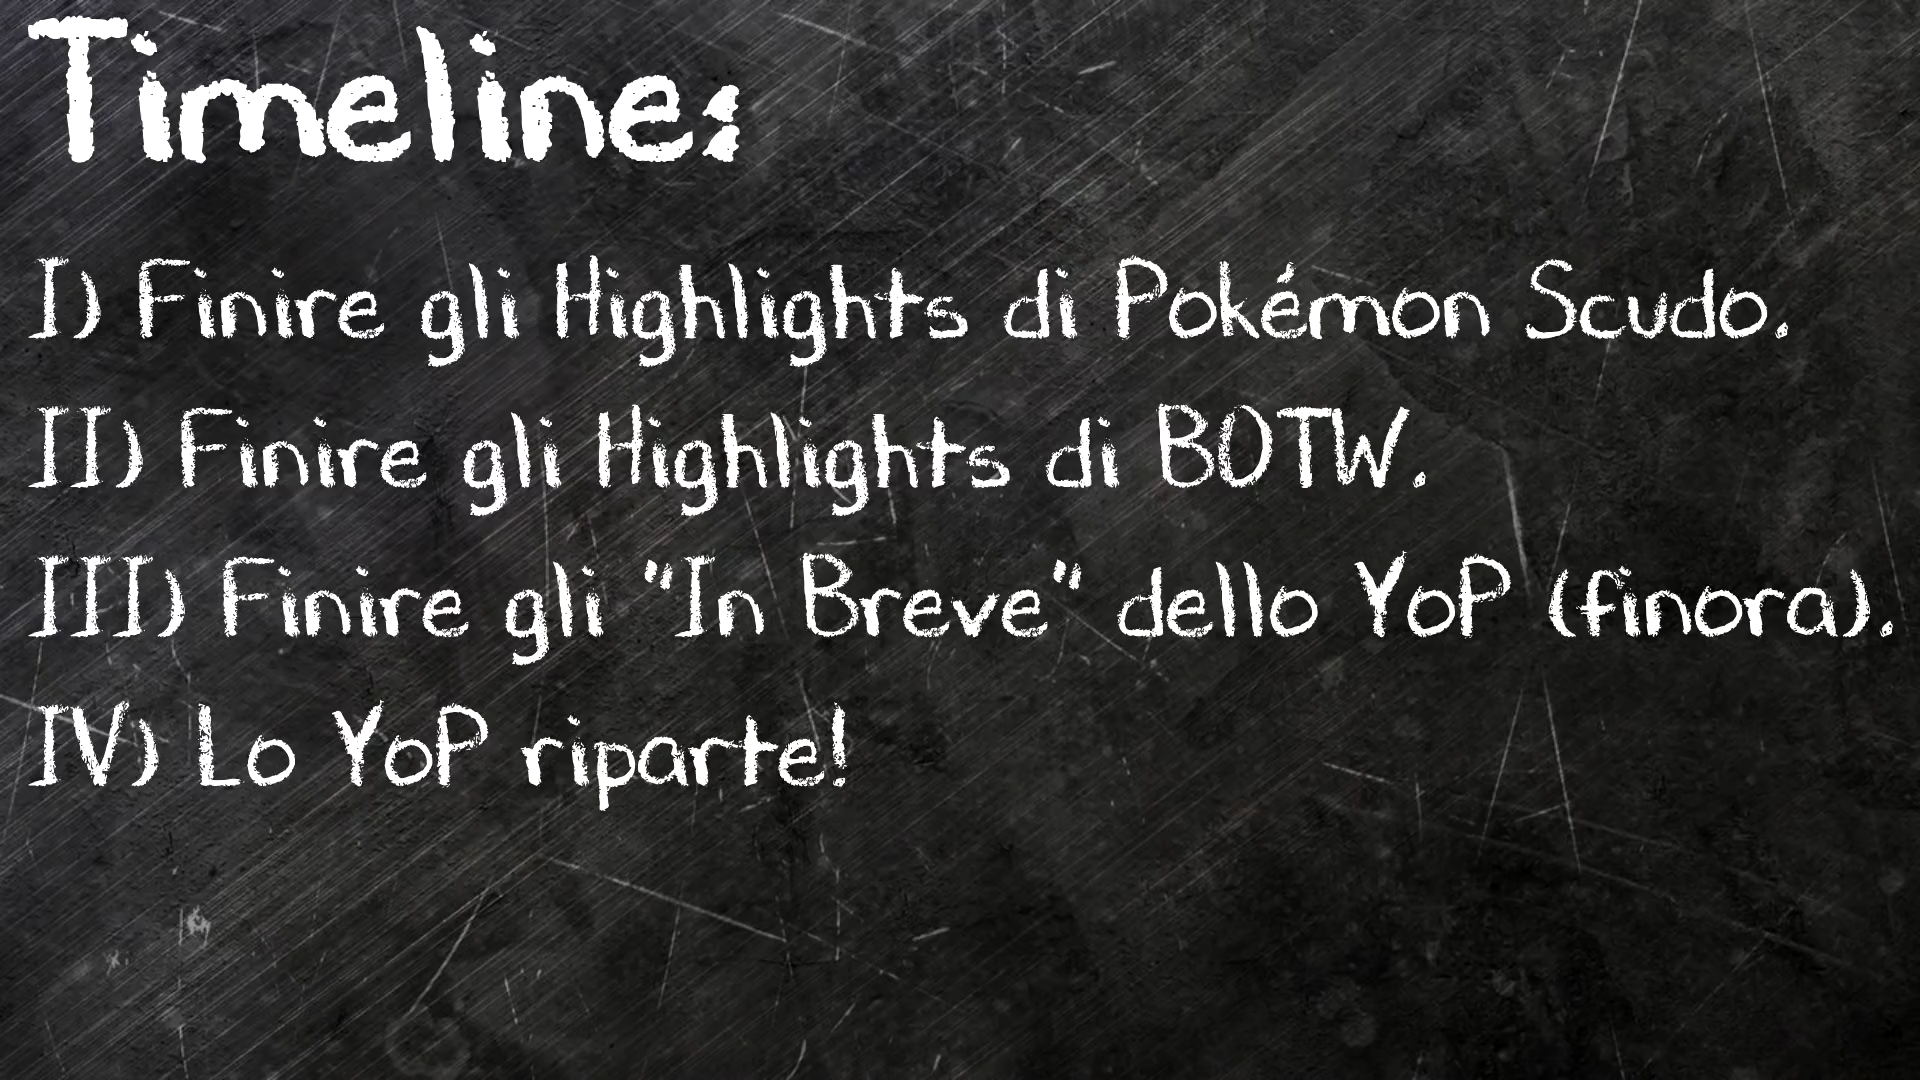 Timeline:
I) Finire gli Highlights di Pokémon Scudo.
II) Finire gli Highlights di BOTW.
III) Finire gli "In Breve" dello YoP (finora).
IV) Lo YoP riparte!